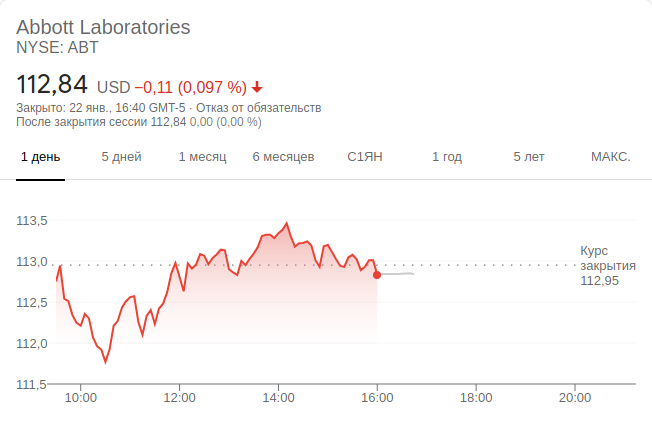 Abbott Laboratories
NYSE: ABT
112,84 USD −0,11 (0,097 %)
Закрыто: 22 янв., 16:40 GMT-5 · Отказ от обязательств
После закрытия сессии 112,84 0,00 (0,00 %)
1 день 5 дней 1 месяц 6 месяцев С1ЯН 1 год 5 лет МАКС.
113,5
113,0
112,5
112,0
111,5
Курс
закрытия
112,95
10:00 12:00 14:00 16:00 18:00 20:00